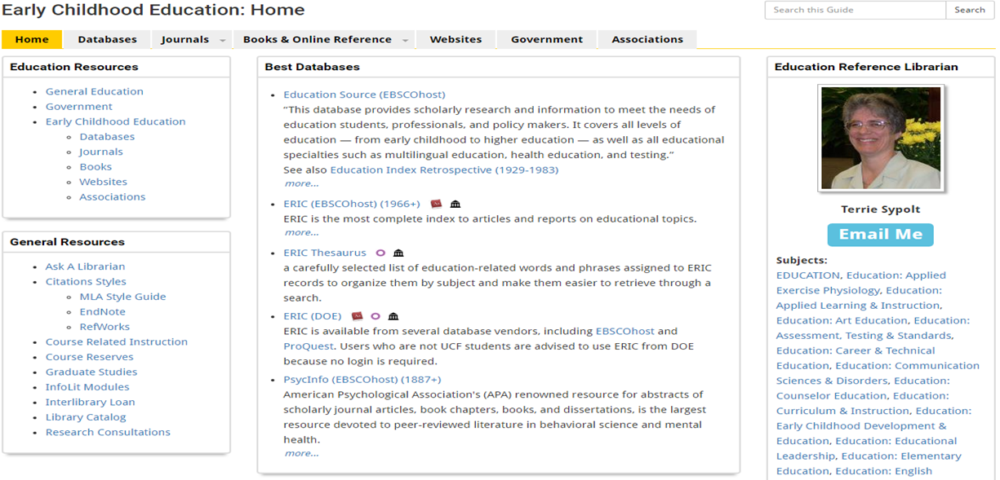 Early Childhood Education: Home
Search this Guide
Search
Home
Databases
Journals
Books & Online Reference
Websites
Government
Associations
Education Resources
General Education
Government
Early Childhood Education
Databases
Journals
Books
Websites
Associations
General Resources
Ask A Librarian
Citations Styles
MLA Style Guide
EndNote
RefWorks
Course Related Instruction
Course Reserves
Graduate Studies
InfoLit Modules
Interlibrary Loan
Library Catalog
Research Consultations
Best Databases
Education Source (EBSCOhost)
"This database provides scholarly research and information to meet the needs of
education students, professionals, and policy makers. It covers all levels of
education — from early childhood to higher education — as well as all educational
specialties such as multilingual education, health education, and testing."
See also Education Index Retrospective (1929-1983)
more...
ERIC (EBSCOhost) (1966+)
ERIC is the most complete index to articles and reports on educational topics.
more...
ERIC Thesaurus
a carefully selected list of education-related words and phrases assigned to ERIC
records to organize them by subject and make them easier to retrieve through a
search.
ERIC (DOE)
ERIC is available from several database vendors, including EBSCOhost and
ProQuest. Users who are not UCF students are advised to use ERIC from DOE
because no login is required.
PsycInfo (EBSCOhost) (1887+)
American Psychological Association's (APA) renowned resource for abstracts of
scholarly journal articles, book chapters, books, and dissertations, is the largest
resource devoted to peer-reviewed literature in behavioral science and mental
health.
more...
Education Reference Librarian
Terrie Sypolt
Email Me
Subjects:
EDUCATION, Education: Applied
Exercise Physiology, Education:
Applied Learning & Instruction,
Education: Art Education, Education:
Assessment, Testing & Standards,
Education: Career & Technical
Education, Education: Communication
Sciences & Disorders, Education:
Counselor Education, Education:
Curriculum & Instruction, Education:
Early Childhood Development &
Education, Education: Educational
Leadership, Education: Elementary
Education, Education: English